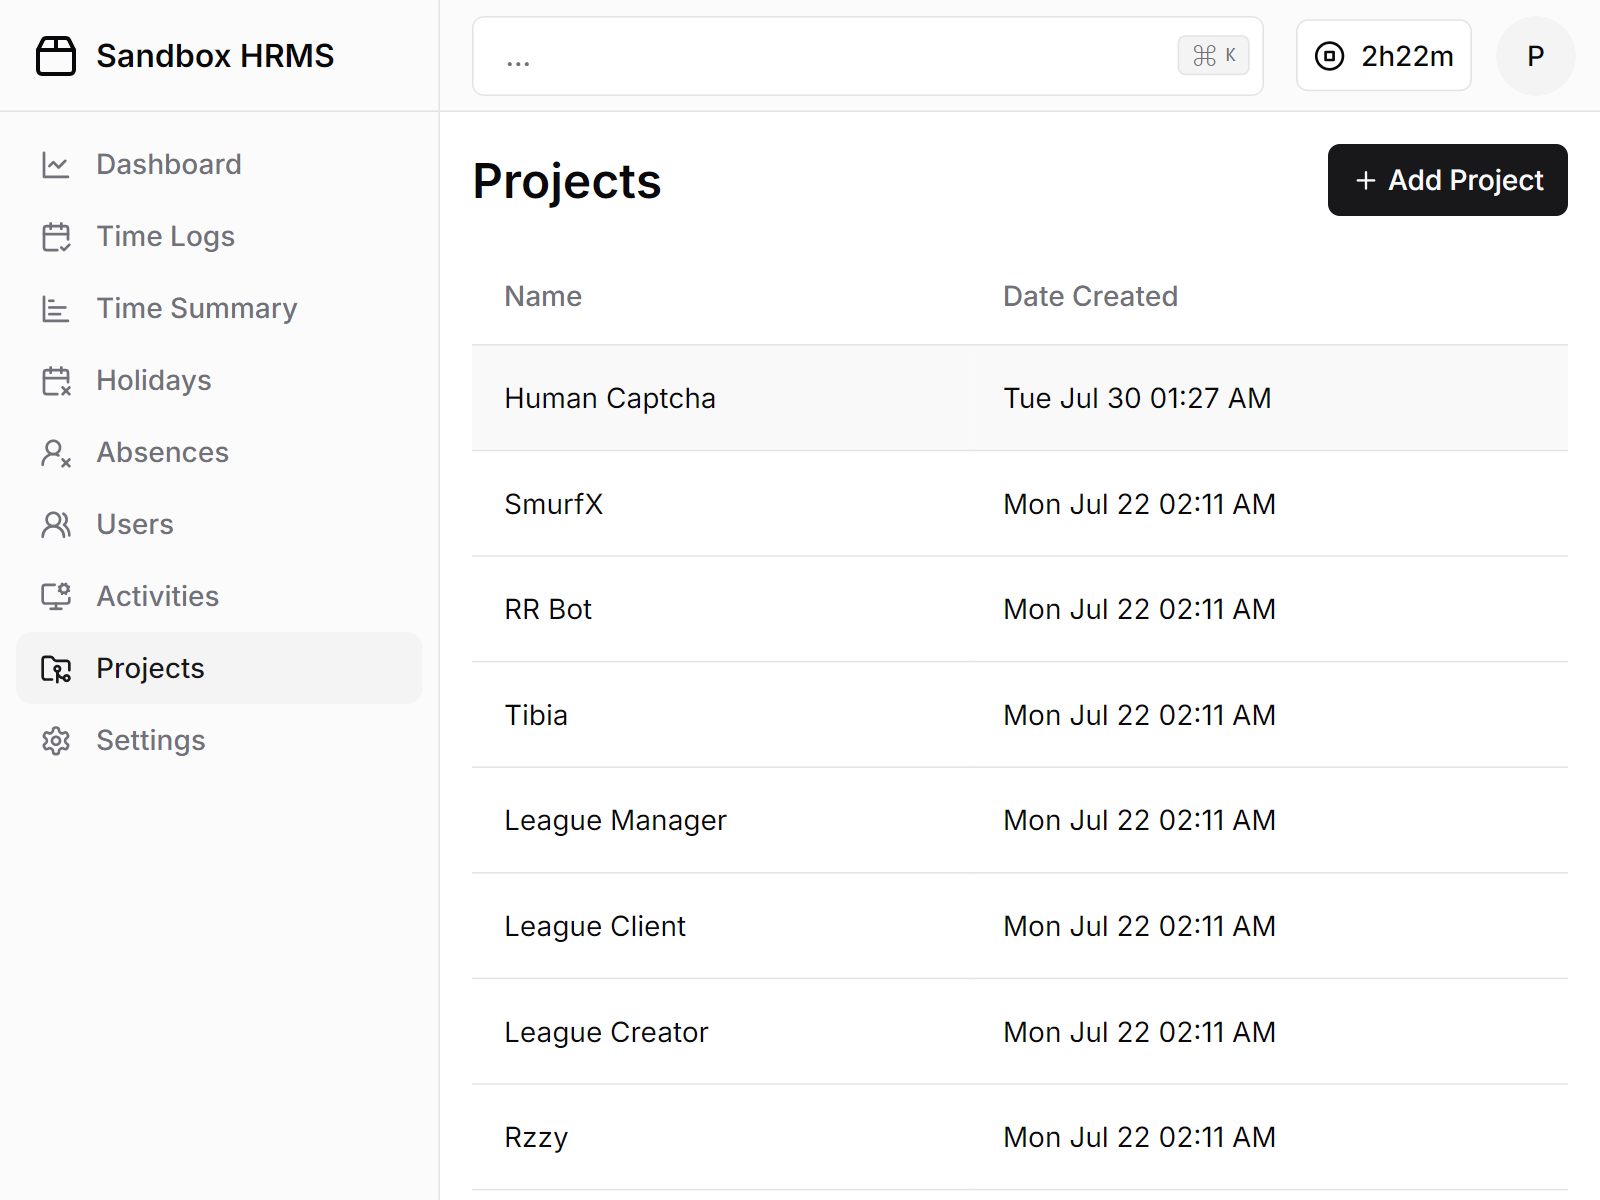 Sandbox HRMS
... ⌘ K
2h22m
P
Dashboard
Time Logs
Time Summary
Holidays
Absences
Users
Activities
Projects
Settings
Projects
+ Add Project
Name Date Created
Human Captcha Tue Jul 30 01:27 AM
SmurfX Mon Jul 22 02:11 AM
RR Bot Mon Jul 22 02:11 AM
Tibia Mon Jul 22 02:11 AM
League Manager Mon Jul 22 02:11 AM
League Client Mon Jul 22 02:11 AM
League Creator Mon Jul 22 02:11 AM
Rzzy Mon Jul 22 02:11 AM